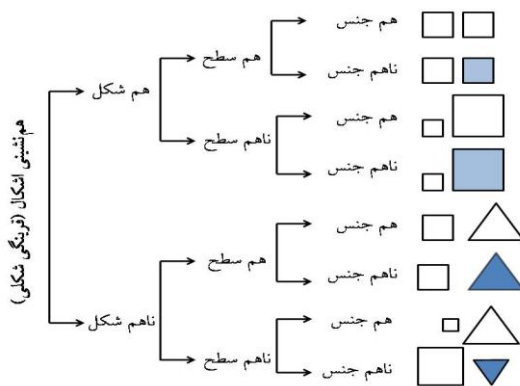 هم‌نشینی اشکال (قرینگی شکلی)
هم شکل
هم سطح
هم جنس
ناهم جنس
ناهم سطح
هم جنس
ناهم جنس
ناهم شکل
هم سطح
هم جنس
ناهم جنس
ناهم سطح
هم جنس
ناهم جنس